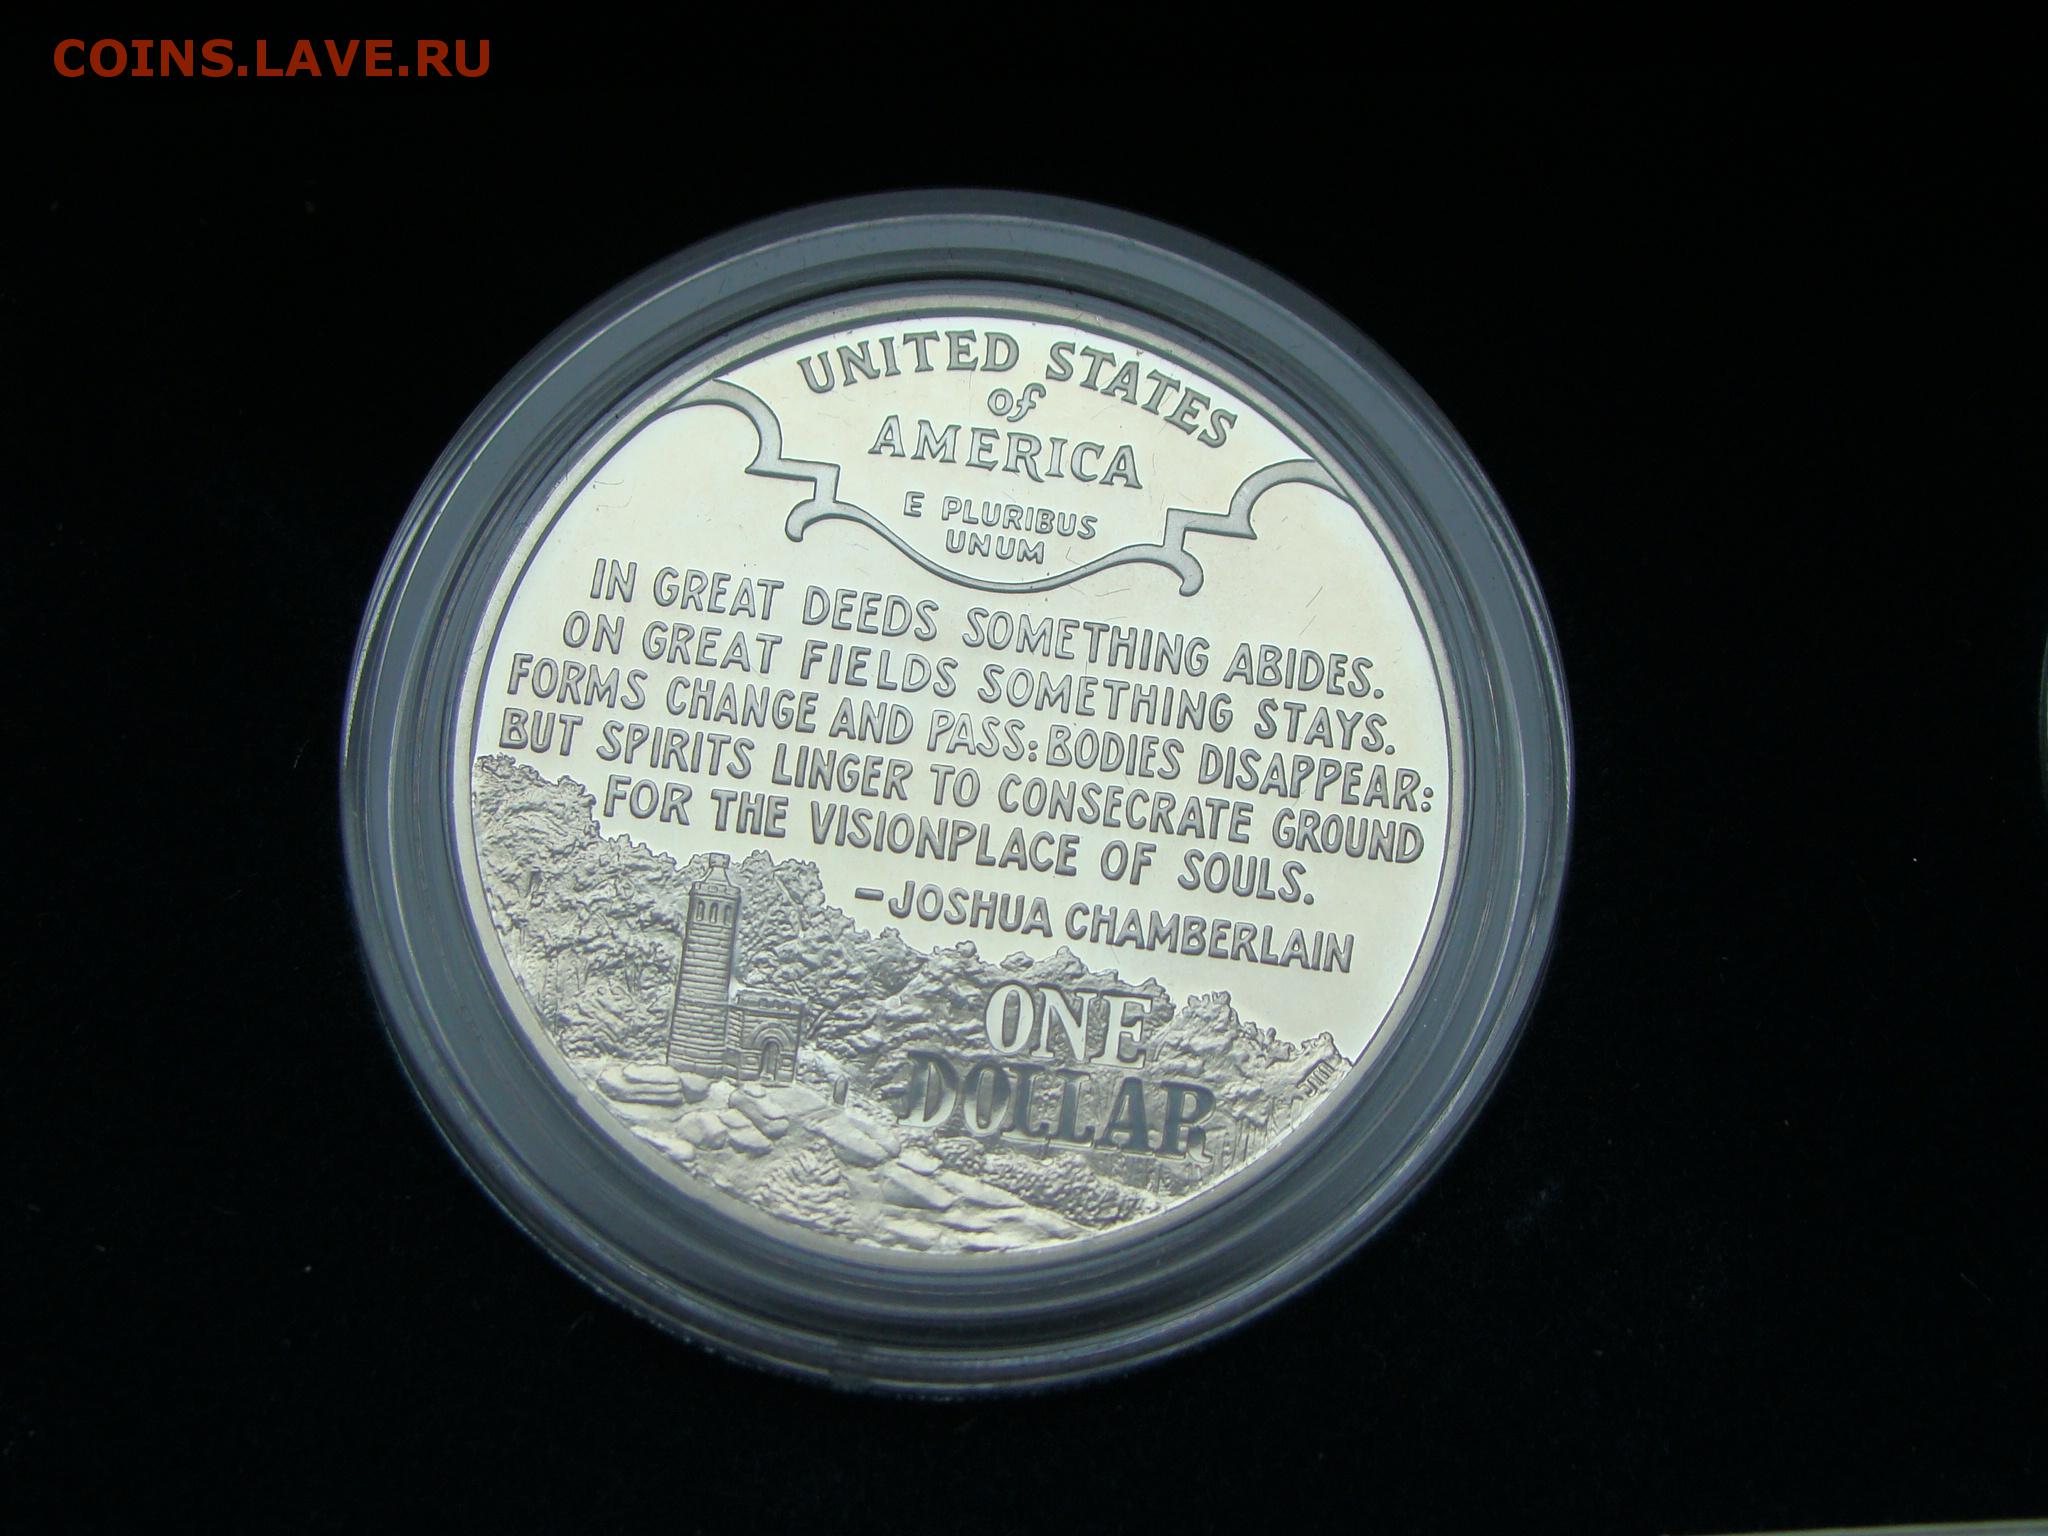 COINS.LAVE.RU
UNITED STATES
of
AMERICA
E PLURIBUS
UNUM
IN GREAT DEEDS SOMETHING ABIDES.
ON GREAT FIELDS SOMETHING STAYS.
FORMS CHANGE AND PASS: BODIES DISAPPEAR:
BUT SPIRITS LINGER TO CONSECRATE GROUND
FOR THE VISIONPLACE OF SOULS.
–JOSHUA CHAMBERLAIN
ONE
DOLLAR